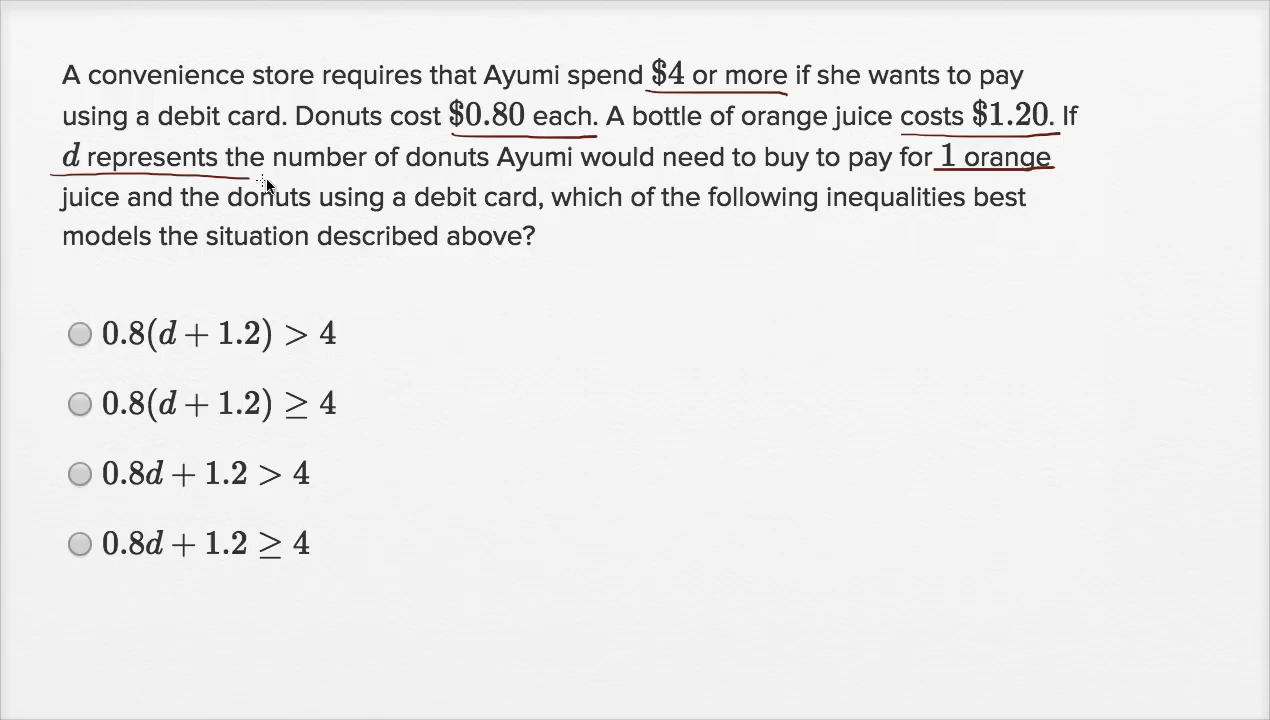 A convenience store requires that Ayumi spend $4 or more if she wants to pay
using a debit card. Donuts cost $0.80 each. A bottle of orange juice costs $1.20. If
d represents the number of donuts Ayumi would need to buy to pay for 1 orange
juice and the donuts using a debit card, which of the following inequalities best
models the situation described above?
0.8(d + 1.2) > 4
0.8(d + 1.2) ≥ 4
0.8d + 1.2 > 4
0.8d + 1.2 ≥ 4